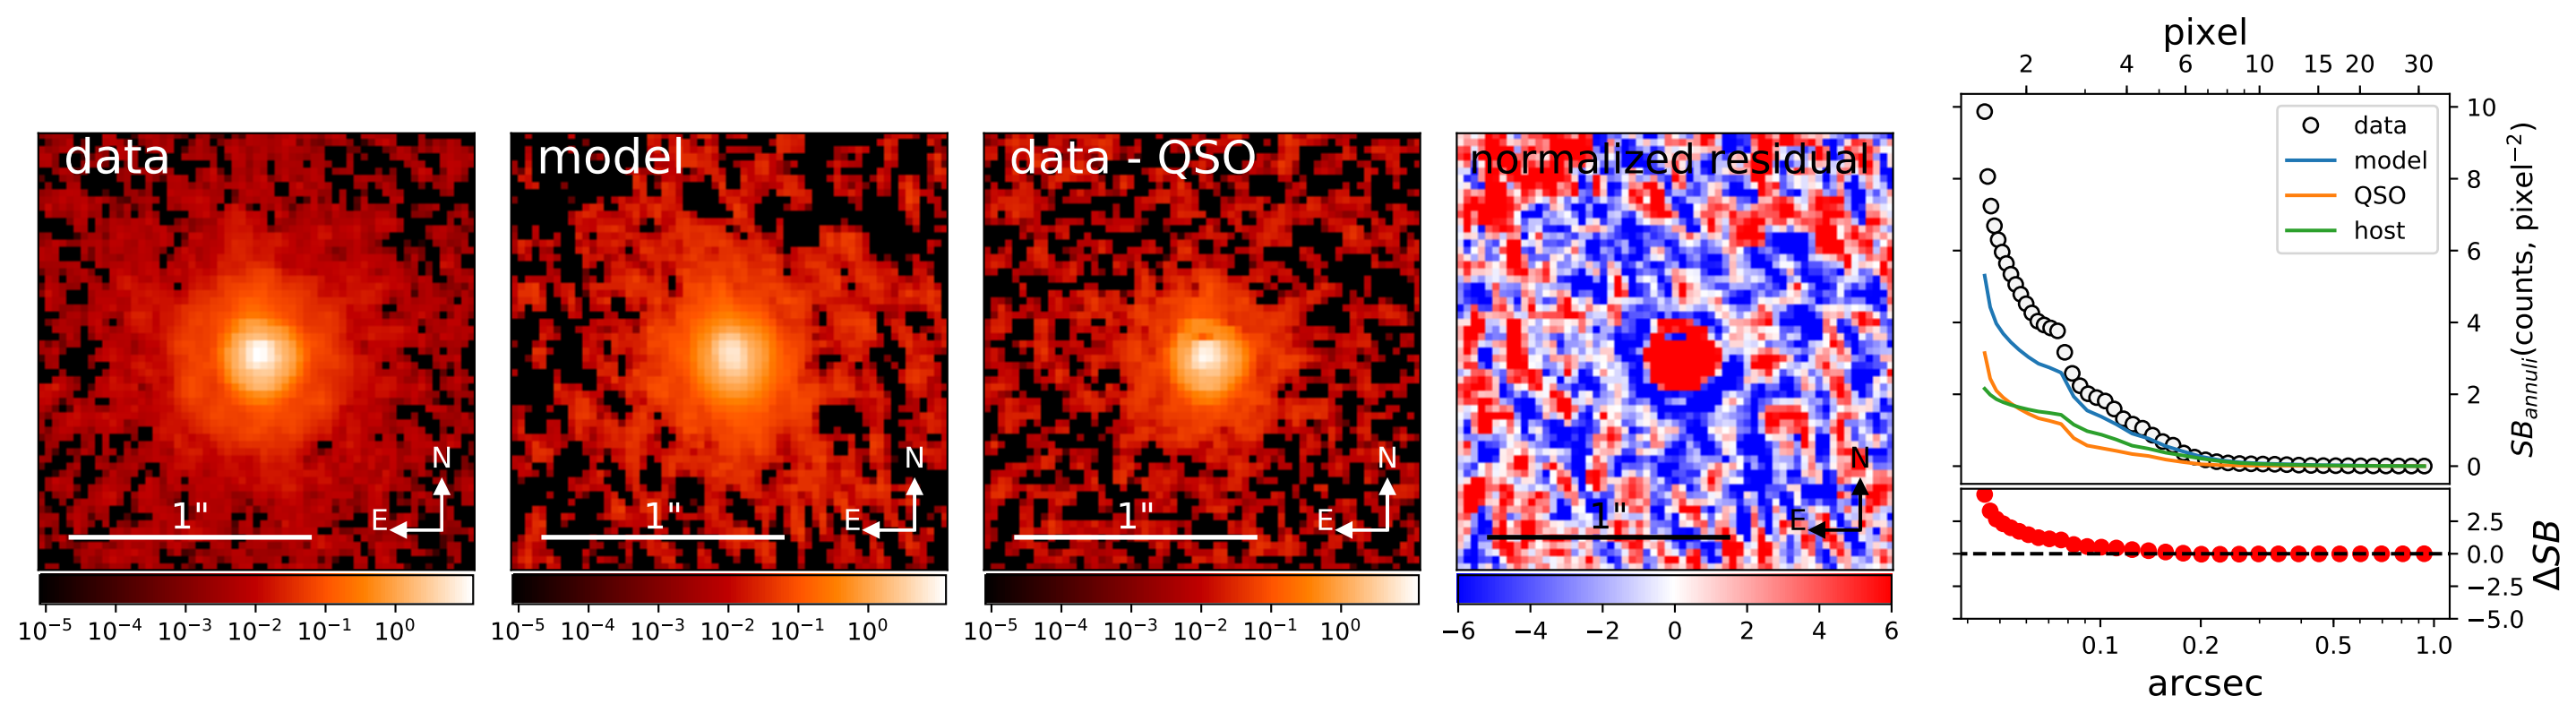 data
N
E
1"
10⁻⁵ 10⁻⁴ 10⁻³ 10⁻² 10⁻¹ 10⁰
model
N
E
1"
10⁻⁵ 10⁻⁴ 10⁻³ 10⁻² 10⁻¹ 10⁰
data - QSO
N
E
1"
10⁻⁵ 10⁻⁴ 10⁻³ 10⁻² 10⁻¹ 10⁰
normalized residual
N
E
1"
−6 −4 −2 0 2 4 6
pixel
2 4 6 10 15 20 30
data
model
QSO
host
10
8
6
4
2
0
SB_annuli(counts, pixel⁻²)
2.5
0.0
−2.5
−5.0
ΔSB
0.1 0.2 0.5 1.0
arcsec